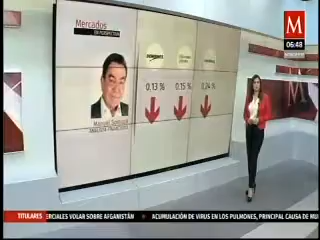 Mercados
EN PERSPECTIVA
M
06:48
0.13 %
0.15 %
0.24 %
Manuel Somoza
ANALISTA FINANCIERO
TITULARES
ERCIALES VOLAR SOBRE AFGANISTÁN
ACUMULACIÓN DE VIRUS EN LOS PULMONES, PRINCIPAL CAUSA DE MU